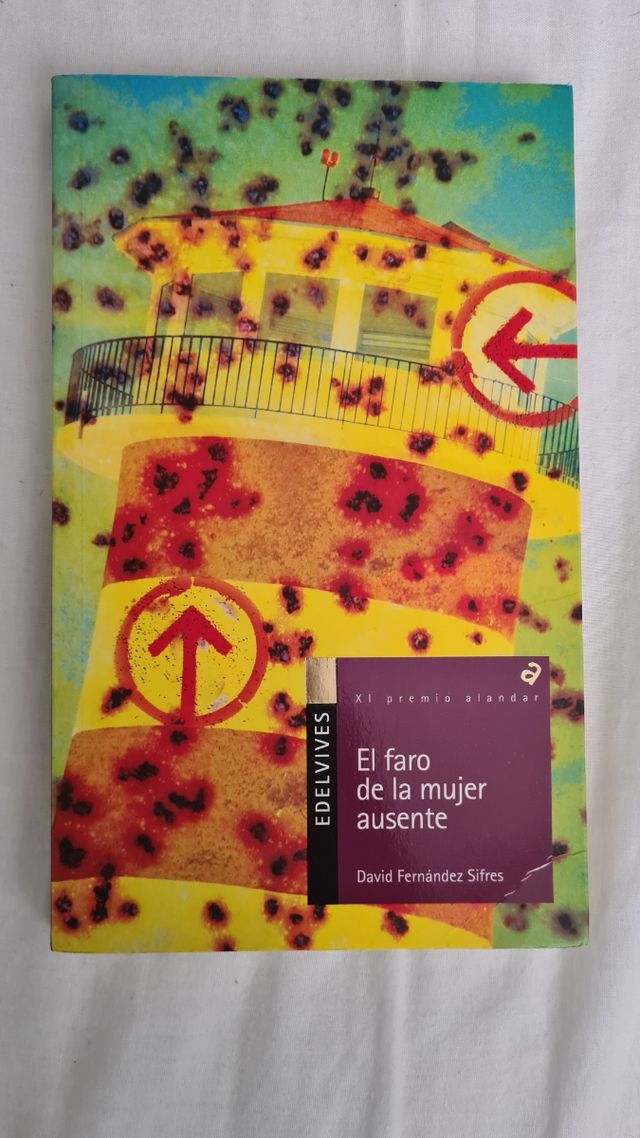 a
XI premio alandar
EDELVIVES
El faro
de la mujer
ausente
David Fernández Sifres